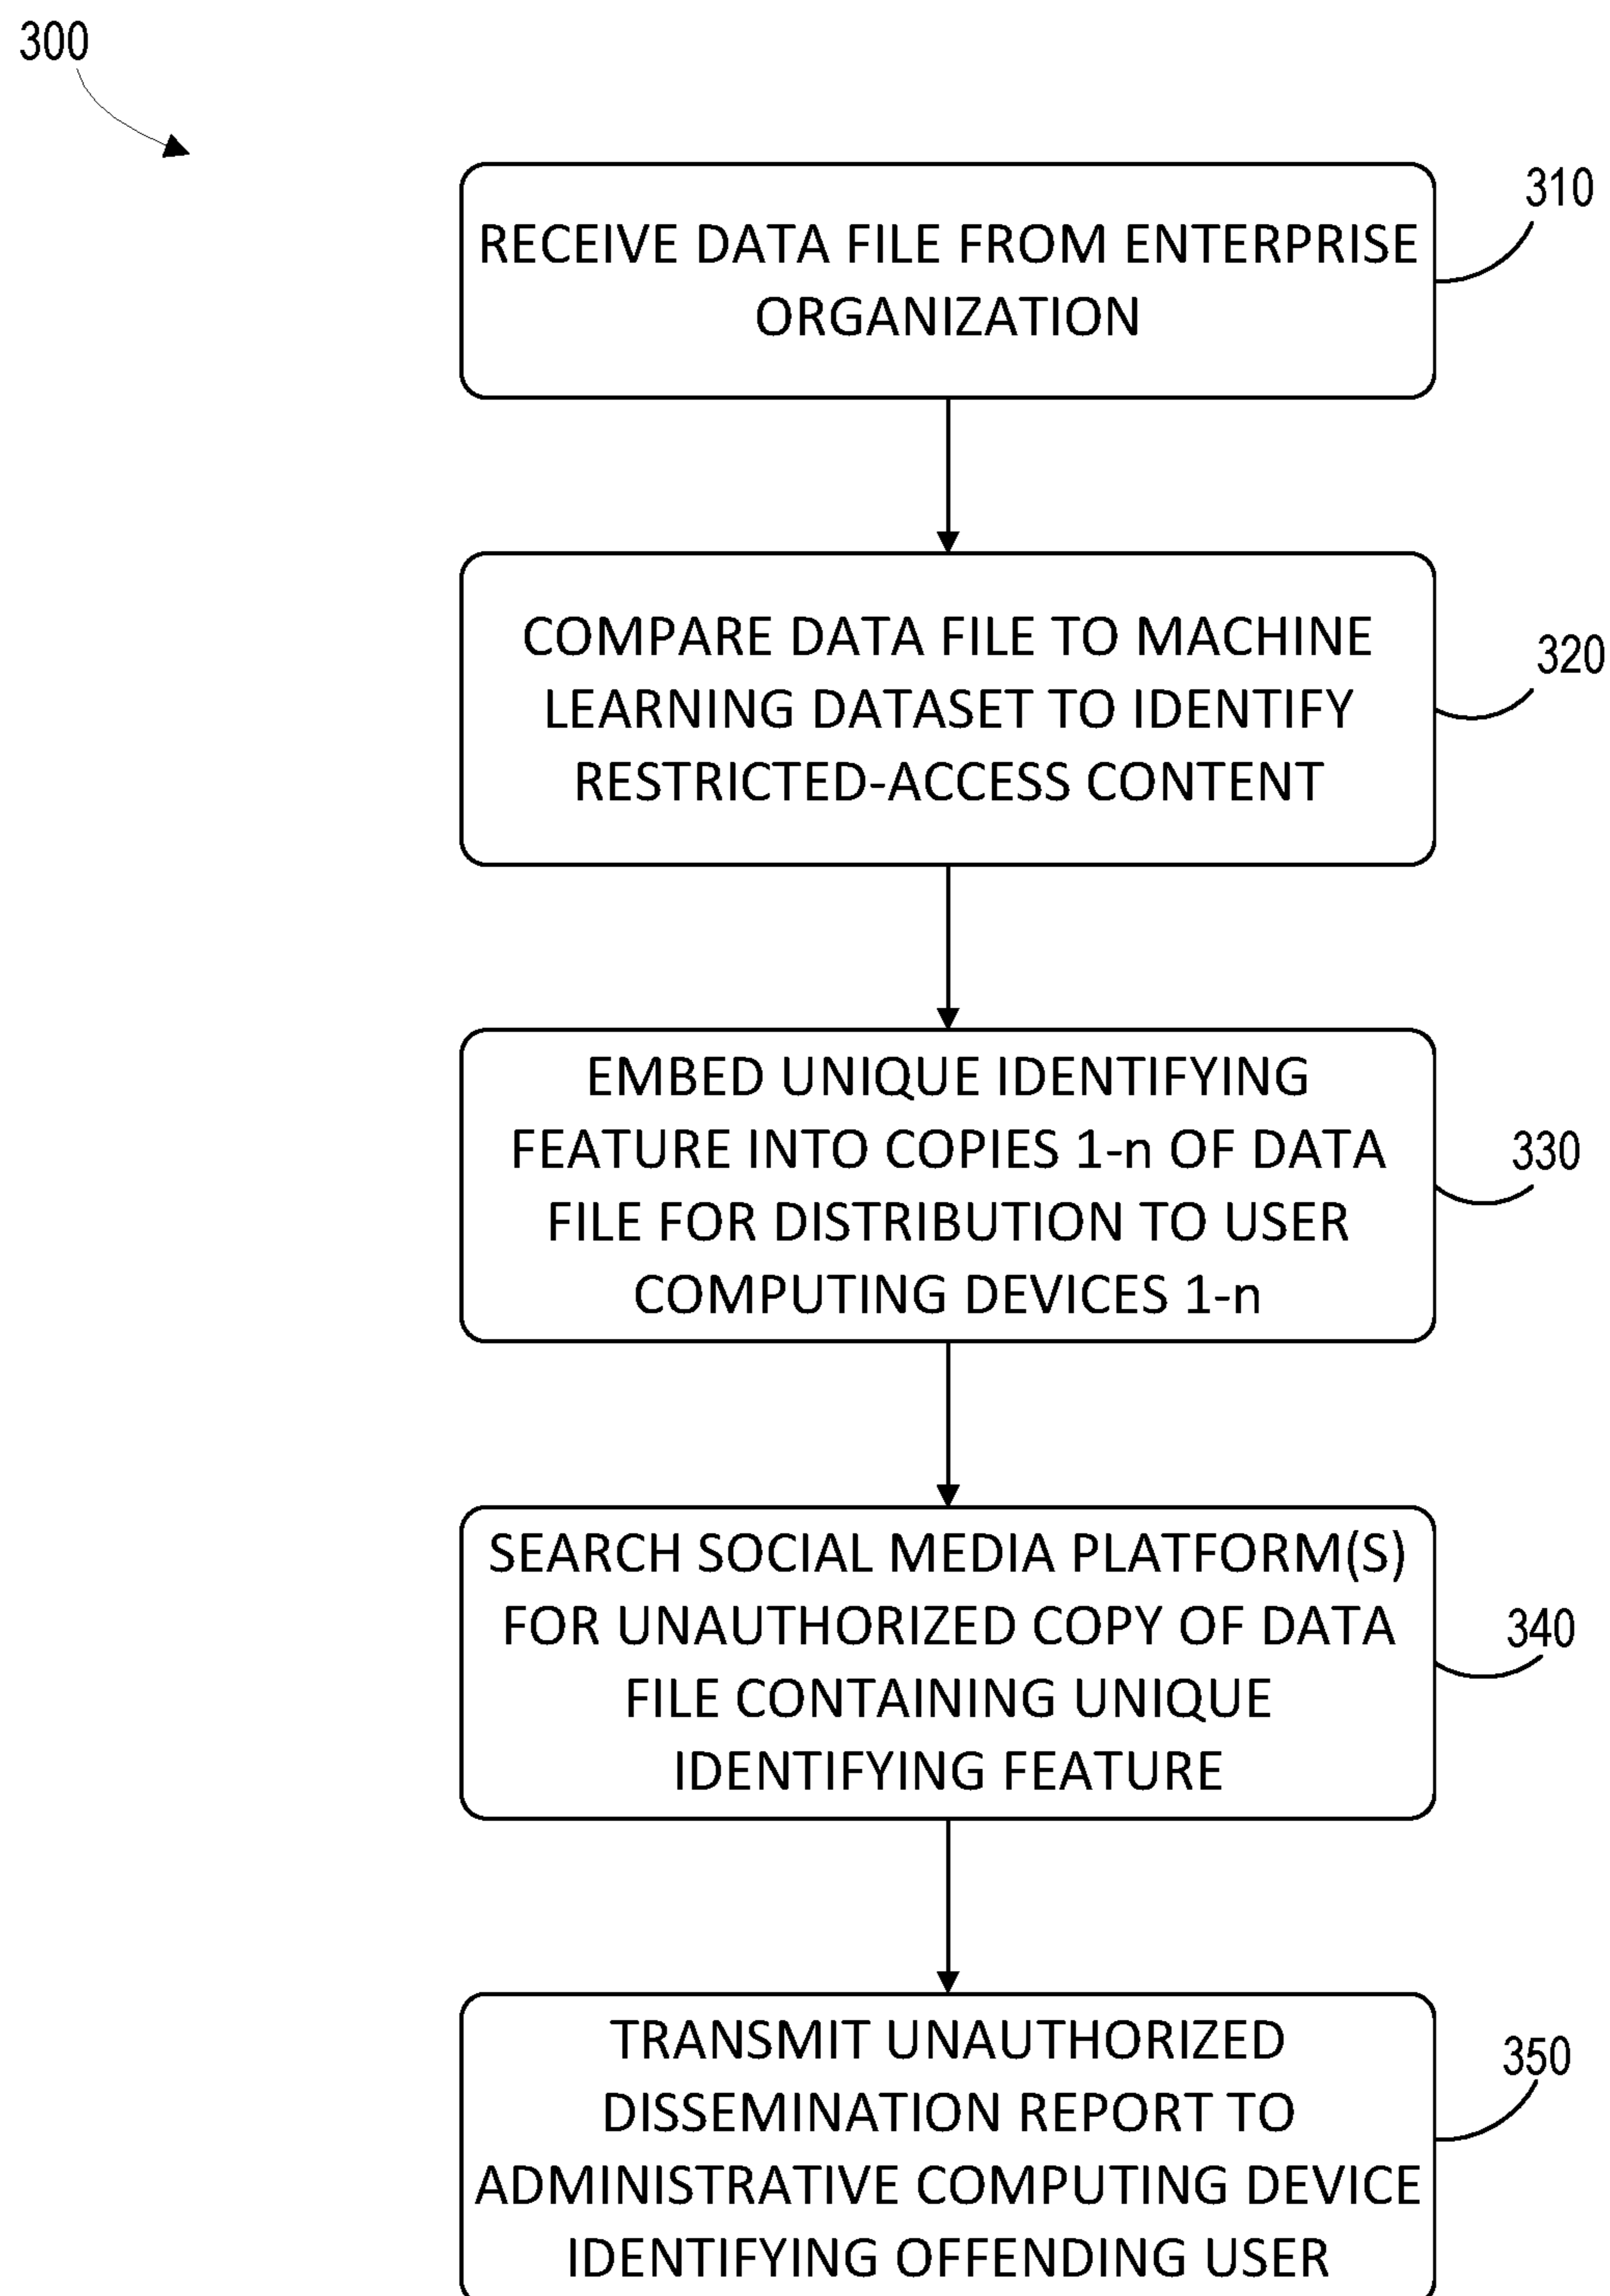 300
RECEIVE DATA FILE FROM ENTERPRISE
ORGANIZATION
310
COMPARE DATA FILE TO MACHINE
LEARNING DATASET TO IDENTIFY
RESTRICTED-ACCESS CONTENT
320
EMBED UNIQUE IDENTIFYING
FEATURE INTO COPIES 1-n OF DATA
FILE FOR DISTRIBUTION TO USER
COMPUTING DEVICES 1-n
330
SEARCH SOCIAL MEDIA PLATFORM(S)
FOR UNAUTHORIZED COPY OF DATA
FILE CONTAINING UNIQUE
IDENTIFYING FEATURE
340
TRANSMIT UNAUTHORIZED
DISSEMINATION REPORT TO
ADMINISTRATIVE COMPUTING DEVICE
IDENTIFYING OFFENDING USER
350